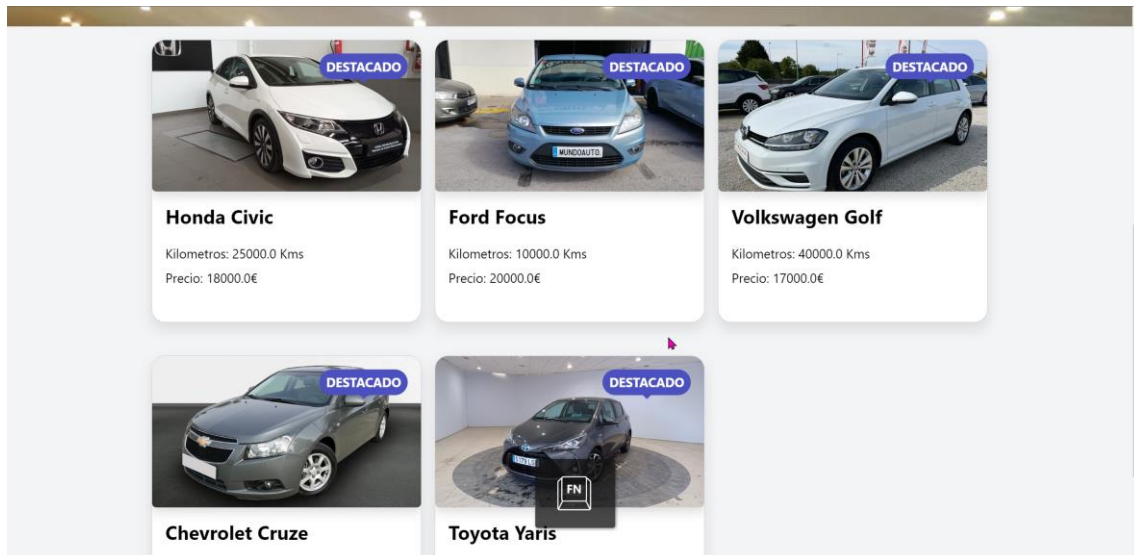 DESTACADO
DESTACADO
DESTACADO
MUNDOAUTO
Honda Civic
Ford Focus
Volkswagen Golf
Kilometros: 25000.0 Kms
Kilometros: 10000.0 Kms
Kilometros: 40000.0 Kms
Precio: 18000.0€
Precio: 20000.0€
Precio: 17000.0€
DESTACADO
DESTACADO
FN
Chevrolet Cruze
Toyota Yaris